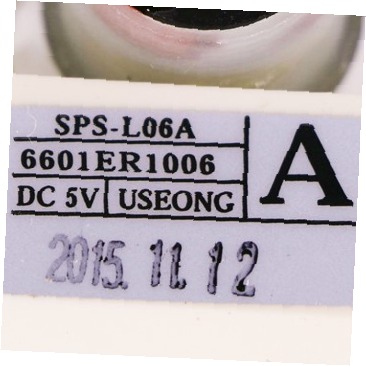 SPS-L06A
6601ER1006
DC 5V USEONG
A
2015. 11. 12